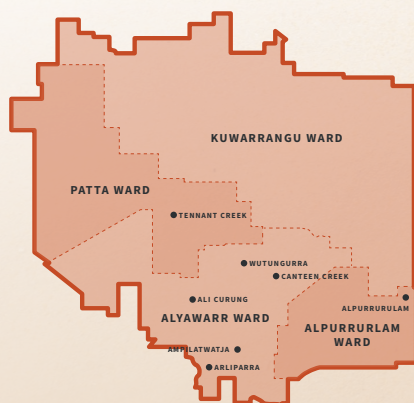 KUWARRANGU WARD
PATTA WARD
TENNANT CREEK
WUTUNGURRA
CANTEEN CREEK
ALI CURUNG
ALPURRURULAM
ALYAWARR WARD
ALPURRURLAM
WARD
AMPILATWATJA
ARLIPARRA